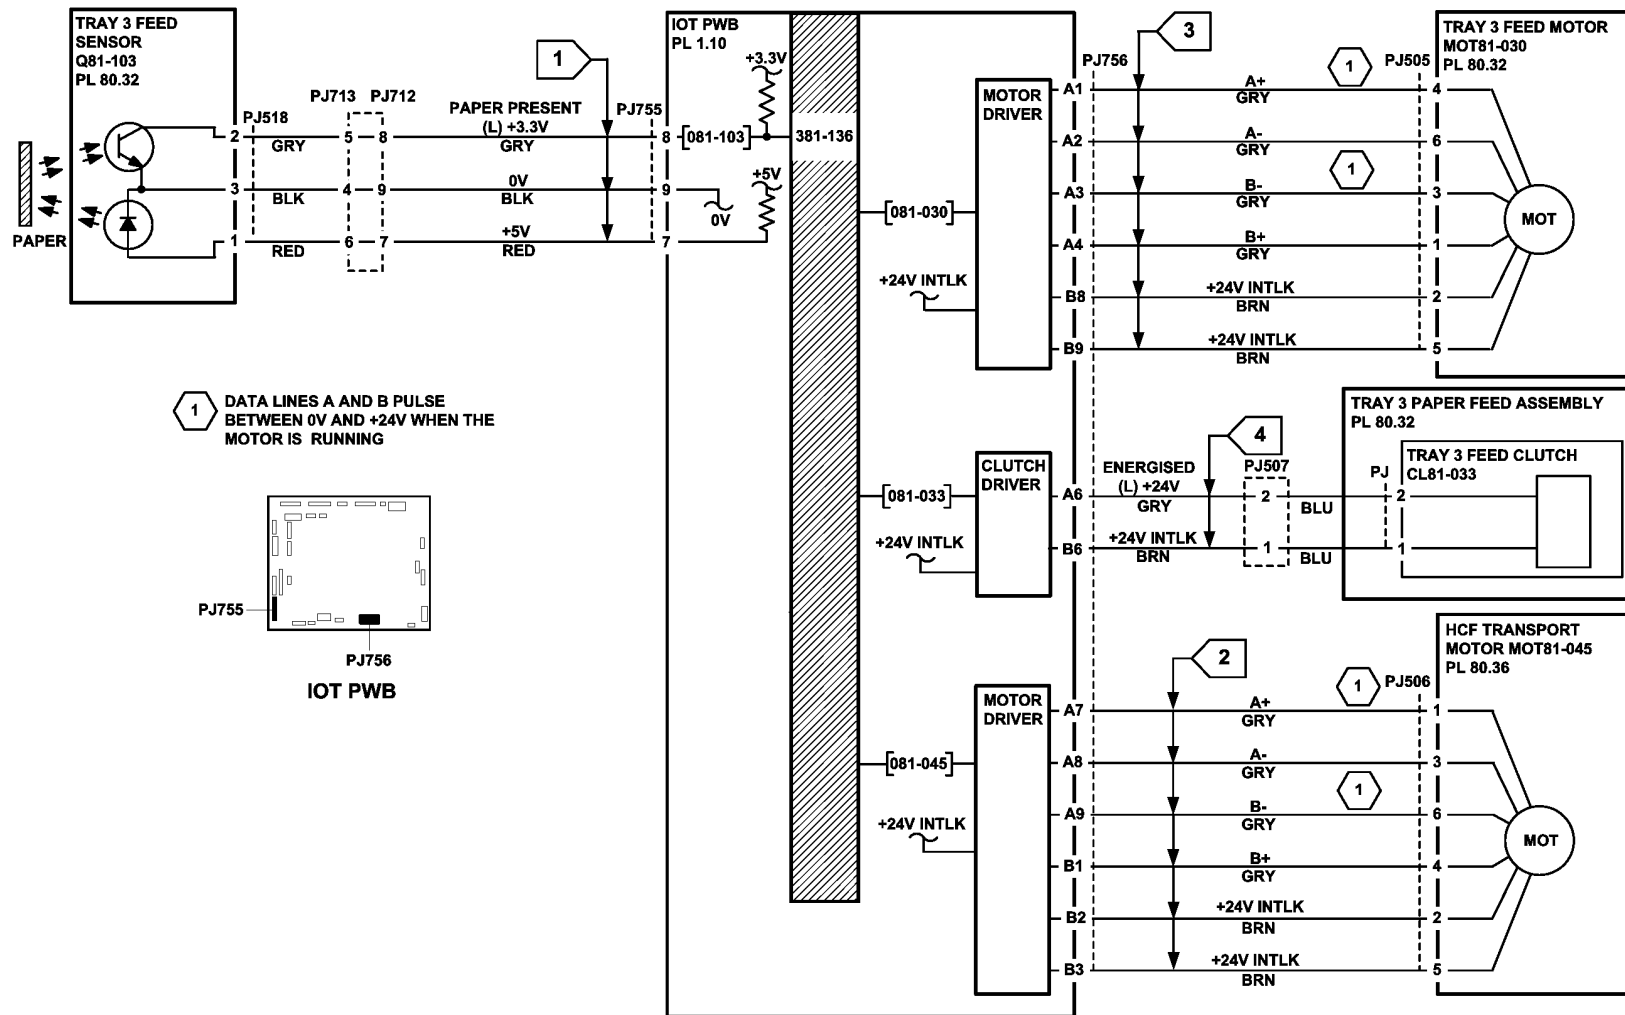 TRAY 3 FEED
SENSOR
Q81-103
PL 80.32
PAPER
2
3
1
PJ518
GRY
BLK
RED
PJ713
PJ712
5
8
4
9
6
7
PAPER PRESENT
(L) +3.3V
GRY
0V
BLK
+5V
RED
1
PJ755
8
9
7
IOT PWB
PL 1.10
+3.3V
[081-103]
381-136
+5V
0V
[081-030]
+24V INTLK
MOTOR
DRIVER
PJ756
A1
A2
A3
A4
B8
B9
3
A+
GRY
A-
GRY
B-
GRY
B+
GRY
+24V INTLK
BRN
+24V INTLK
BRN
1
1
PJ505
4
6
3
1
2
5
TRAY 3 FEED MOTOR
MOT81-030
PL 80.32
MOT
1
DATA LINES A AND B PULSE
BETWEEN 0V AND +24V WHEN THE
MOTOR IS RUNNING
PJ755
PJ756
IOT PWB
[081-033]
+24V INTLK
CLUTCH
DRIVER
A6
B6
ENERGISED
(L) +24V
GRY
+24V INTLK
BRN
4
PJ507
2
1
BLU
BLU
TRAY 3 PAPER FEED ASSEMBLY
PL 80.32
PJ
2
1
TRAY 3 FEED CLUTCH
CL81-033
[081-045]
+24V INTLK
MOTOR
DRIVER
A7
A8
A9
B1
B2
B3
2
A+
GRY
A-
GRY
B-
GRY
B+
GRY
+24V INTLK
BRN
+24V INTLK
BRN
1
1
PJ506
1
3
6
4
2
5
HCF TRANSPORT
MOTOR MOT81-045
PL 80.36
MOT